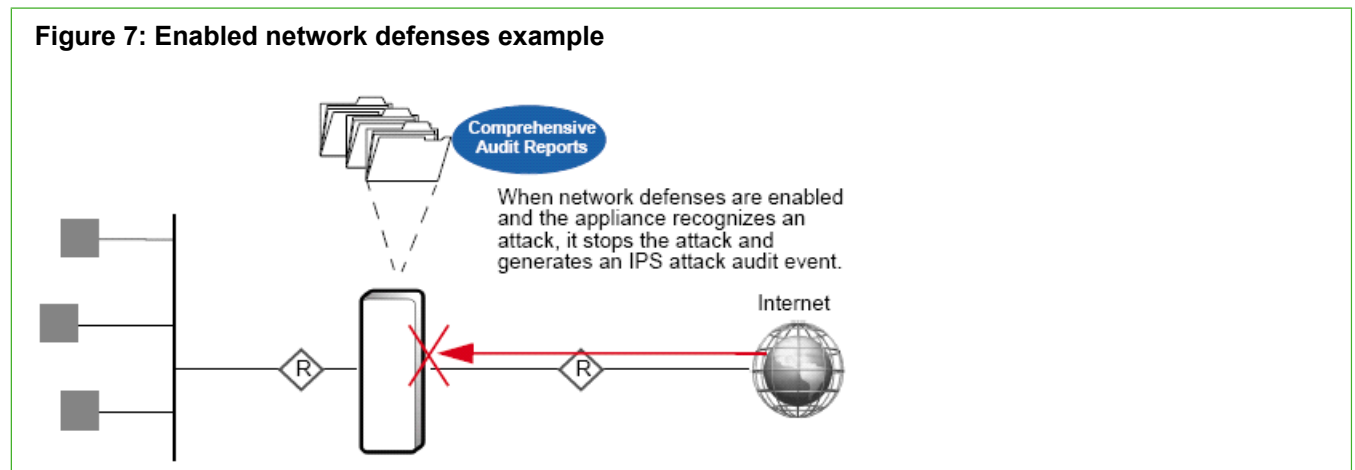 Figure 7: Enabled network defenses example
Comprehensive
Audit Reports
When network defenses are enabled
and the appliance recognizes an
attack, it stops the attack and
generates an IPS attack audit event.
Internet
R
R